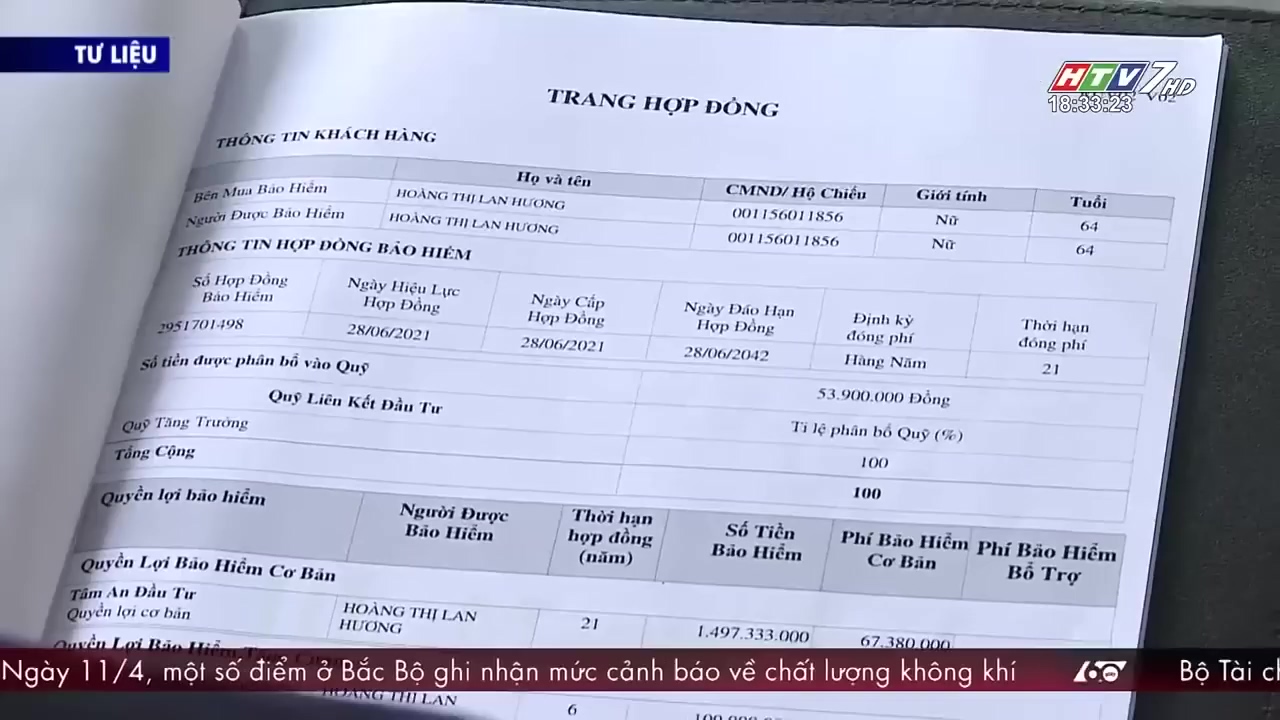 TƯ LIỆU
HTV7 HD
18:33:23
V02
TRANG HỢP ĐỒNG
THÔNG TIN KHÁCH HÀNG
Họ và tên CMND/ Hộ Chiếu Giới tính Tuổi
Bên Mua Bảo Hiểm HOÀNG THỊ LAN HƯƠNG 001156011856 Nữ 64
Người Được Bảo Hiểm HOÀNG THỊ LAN HƯƠNG 001156011856 Nữ 64
THÔNG TIN HỢP ĐỒNG BẢO HIỂM
Số Hợp Đồng Ngày Hiệu Lực Ngày Cấp Ngày Đáo Hạn Định kỳ Thời hạn
Bảo Hiểm Hợp Đồng Hợp Đồng Hợp Đồng đóng phí đóng phí
2951701498 28/06/2021 28/06/2021 28/06/2042 Hàng Năm 21
Số tiền được phân bổ vào Quỹ 53.900.000 Đồng
Quỹ Liên Kết Đầu Tư Tỉ lệ phân bổ Quỹ (%)
Quỹ Tăng Trưởng 100
Tổng Cộng 100
Quyền lợi bảo hiểm Người Được Thời hạn Số Tiền Phí Bảo Hiểm Phí Bảo Hiểm
Bảo Hiểm hợp đồng Bảo Hiểm Cơ Bản Bổ Trợ
(năm)
Quyền Lợi Bảo Hiểm Cơ Bản
Tâm An Đầu Tư HOÀNG THỊ LAN 21 1.497.333.000 67.380.000
Quyền lợi cơ bản HƯƠNG
Quyền Lợi Bảo Hiểm
Ngày 11/4, một số điểm ở Bắc Bộ ghi nhận mức cảnh báo về chất lượng không khí 60 Bộ Tài ch
HOÀNG THỊ LAN 6